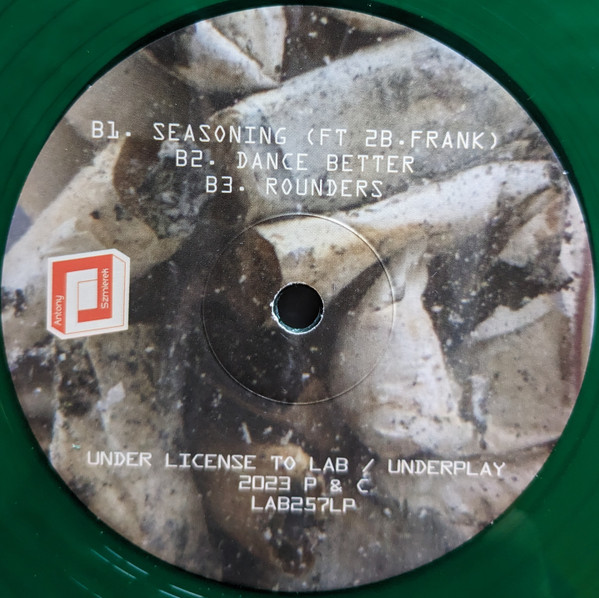 B1. SEASONING (FT 2B.FRANK)
B2. DANCE BETTER
B3. ROUNDERS
Antony
Szmierek
UNDER LICENSE TO LAB / UNDERPLAY
2023 P & C
LAB257LP